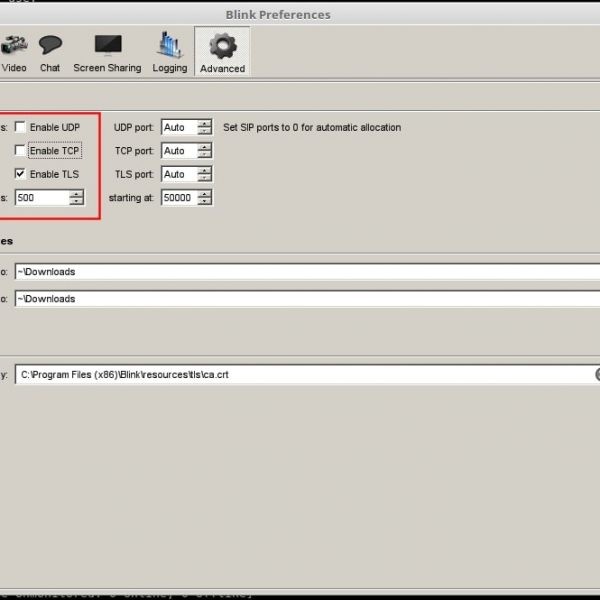 Blink Preferences
Video Chat Screen Sharing Logging Advanced
s: Enable UDP UDP port: Auto Set SIP ports to 0 for automatic allocation
Enable TCP TCP port: Auto
Enable TLS TLS port: Auto
s: 500 starting at: 50000
es
o: ~\Downloads
o: ~\Downloads
y: C:\Program Files (x86)\Blink\resources\tls\ca.crt